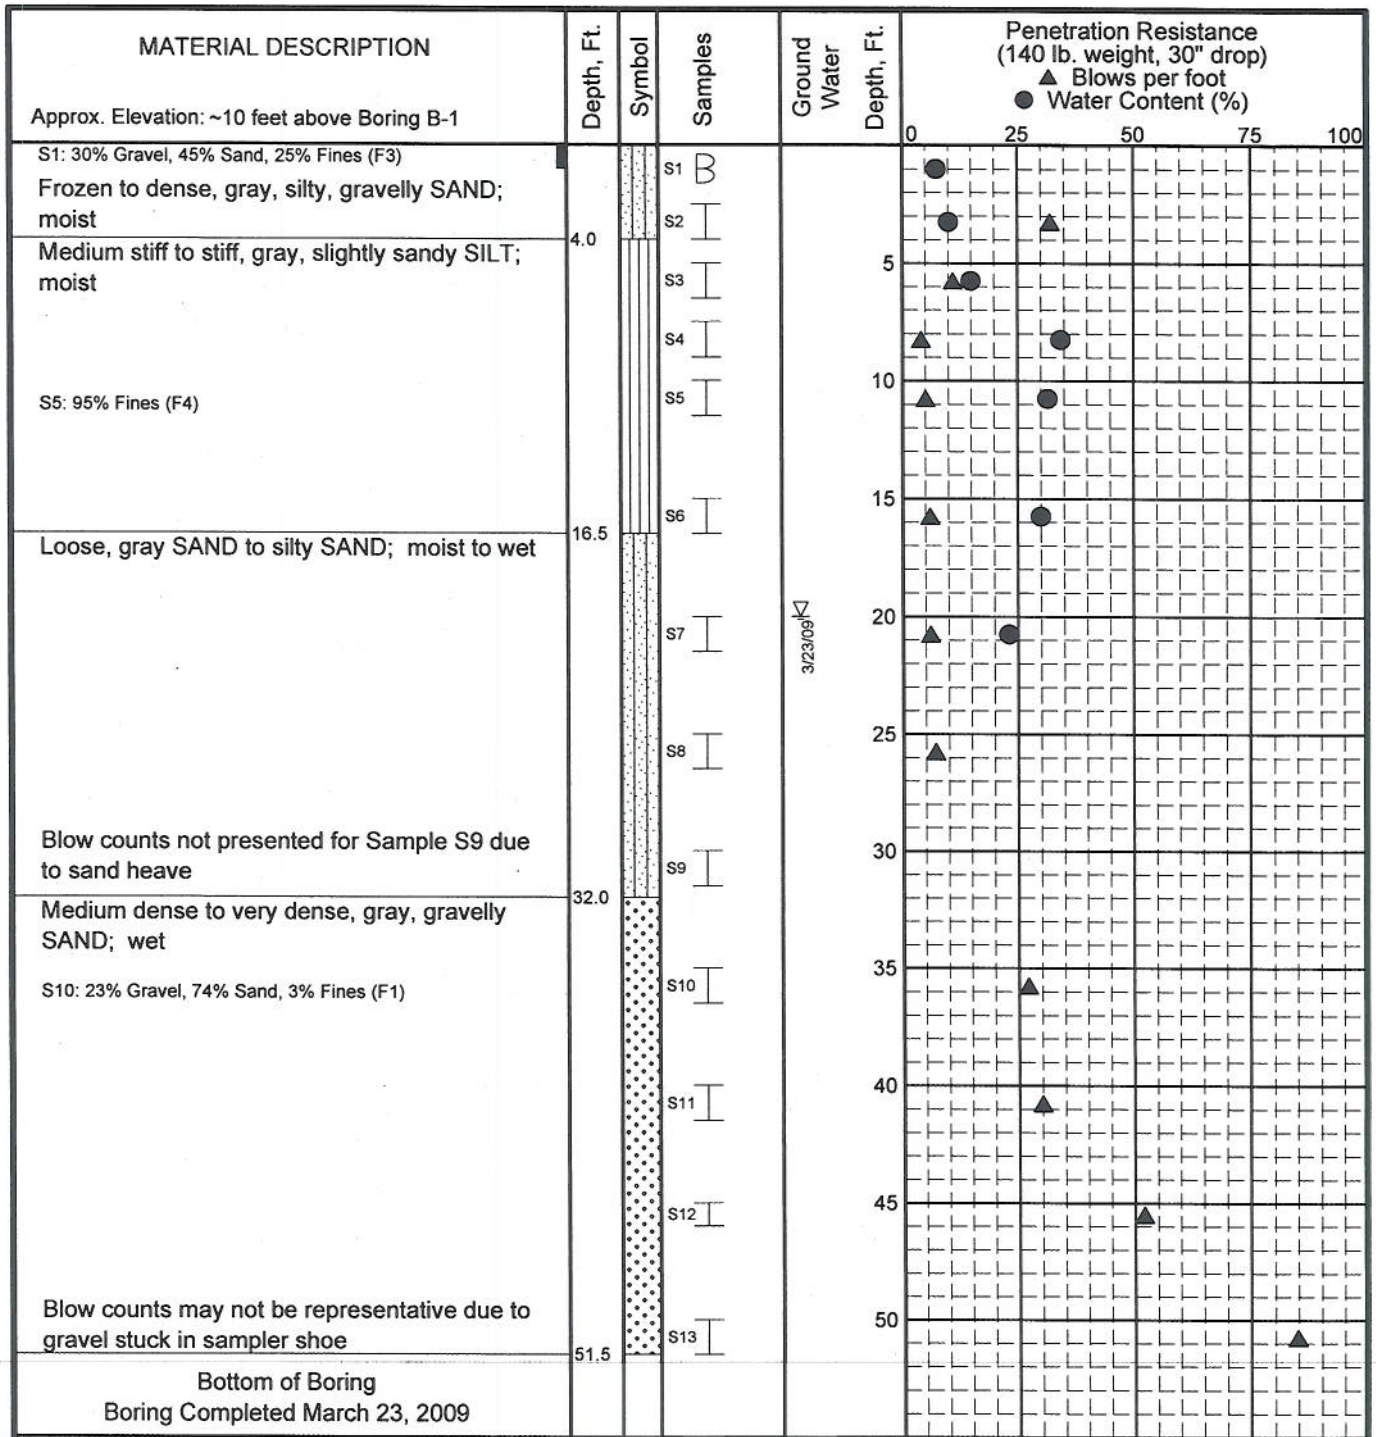 MATERIAL DESCRIPTION
Approx. Elevation: ~10 feet above Boring B-1
Depth, Ft.
Symbol
Samples
Ground
Water
Depth, Ft.
Penetration Resistance
(140 lb. weight, 30" drop)
▲ Blows per foot
● Water Content (%)
0 25 50 75 100
S1: 30% Gravel, 45% Sand, 25% Fines (F3)
Frozen to dense, gray, silty, gravelly SAND;
moist
4.0
Medium stiff to stiff, gray, slightly sandy SILT;
moist
S5: 95% Fines (F4)
16.5
Loose, gray SAND to silty SAND; moist to wet
Blow counts not presented for Sample S9 due
to sand heave
32.0
Medium dense to very dense, gray, gravelly
SAND; wet
S10: 23% Gravel, 74% Sand, 3% Fines (F1)
Blow counts may not be representative due to
gravel stuck in sampler shoe
51.5
Bottom of Boring
Boring Completed March 23, 2009
S1 B
S2
S3
S4
S5
S6
S7
S8
S9
S10
S11
S12
S13
3/23/09
5
10
15
20
25
30
35
40
45
50